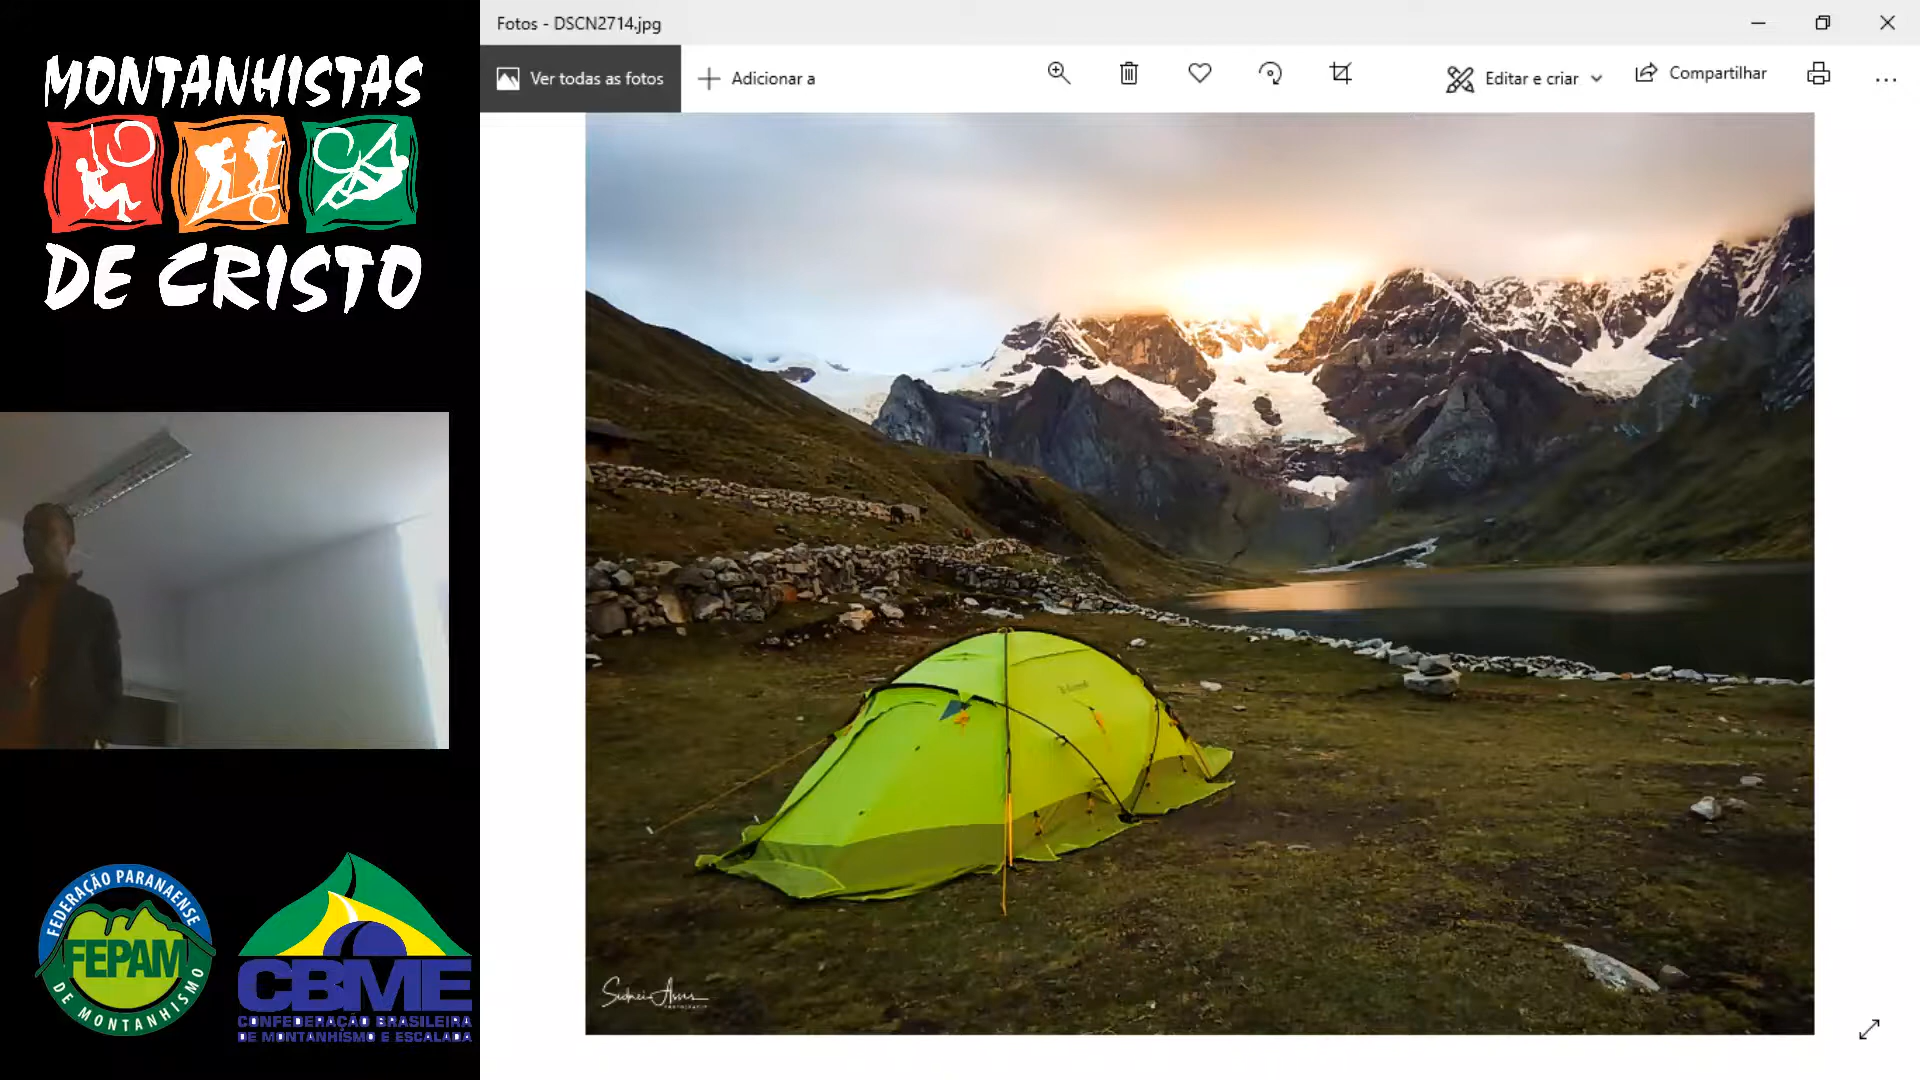 MONTANHISTAS
DE CRISTO
Fotos - DSCN2714.jpg
Ver todas as fotos
Adicionar a
Editar e criar
Compartilhar
FEDERAÇÃO PARANAENSE
FEPAM
DE MONTANHISMO
CBME
CONFEDERAÇÃO BRASILEIRA
DE MONTANHISMO E ESCALADA